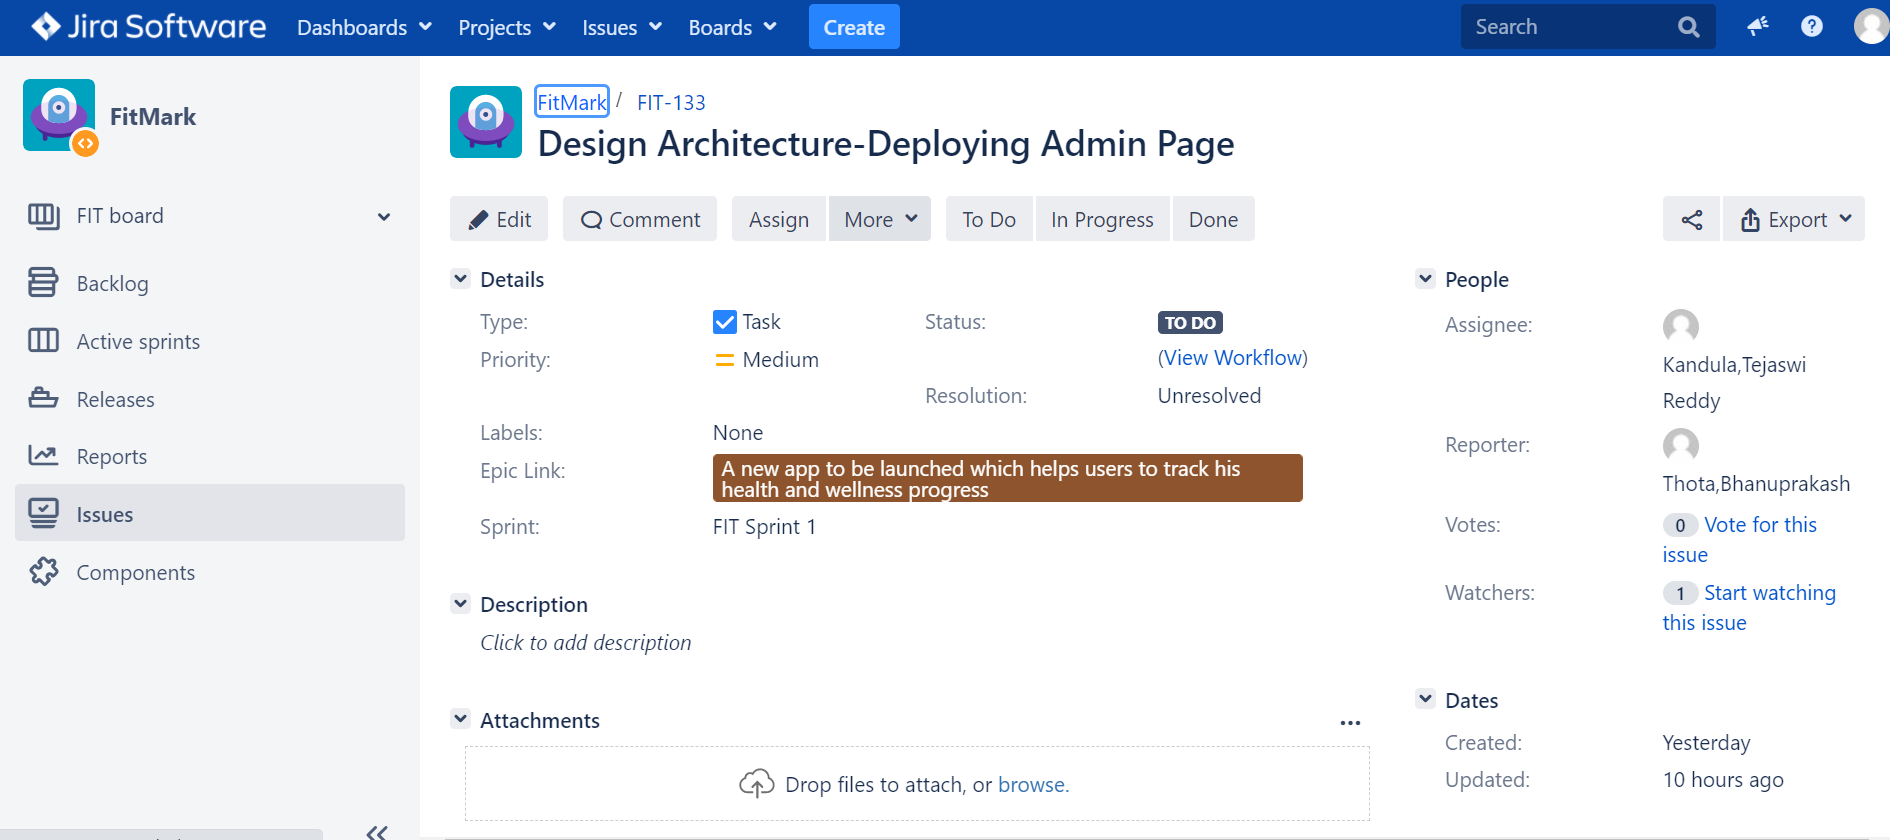 Jira Software Dashboards Projects Issues Boards Create Search
FitMark
FIT board
Backlog
Active sprints
Releases
Reports
Issues
Components
FitMark / FIT-133
Design Architecture-Deploying Admin Page
Edit Comment Assign More To Do In Progress Done Export
Details
Type: Task
Priority: Medium
Status: TO DO
(View Workflow)
Resolution: Unresolved
Labels: None
Epic Link: A new app to be launched which helps users to track his
health and wellness progress
Sprint: FIT Sprint 1
Description
Click to add description
Attachments
Drop files to attach, or browse.
People
Assignee:
Kandula,Tejaswi
Reddy
Reporter:
Thota,Bhanuprakash
Votes: 0 Vote for this
issue
Watchers: 1 Start watching
this issue
Dates
Created: Yesterday
Updated: 10 hours ago